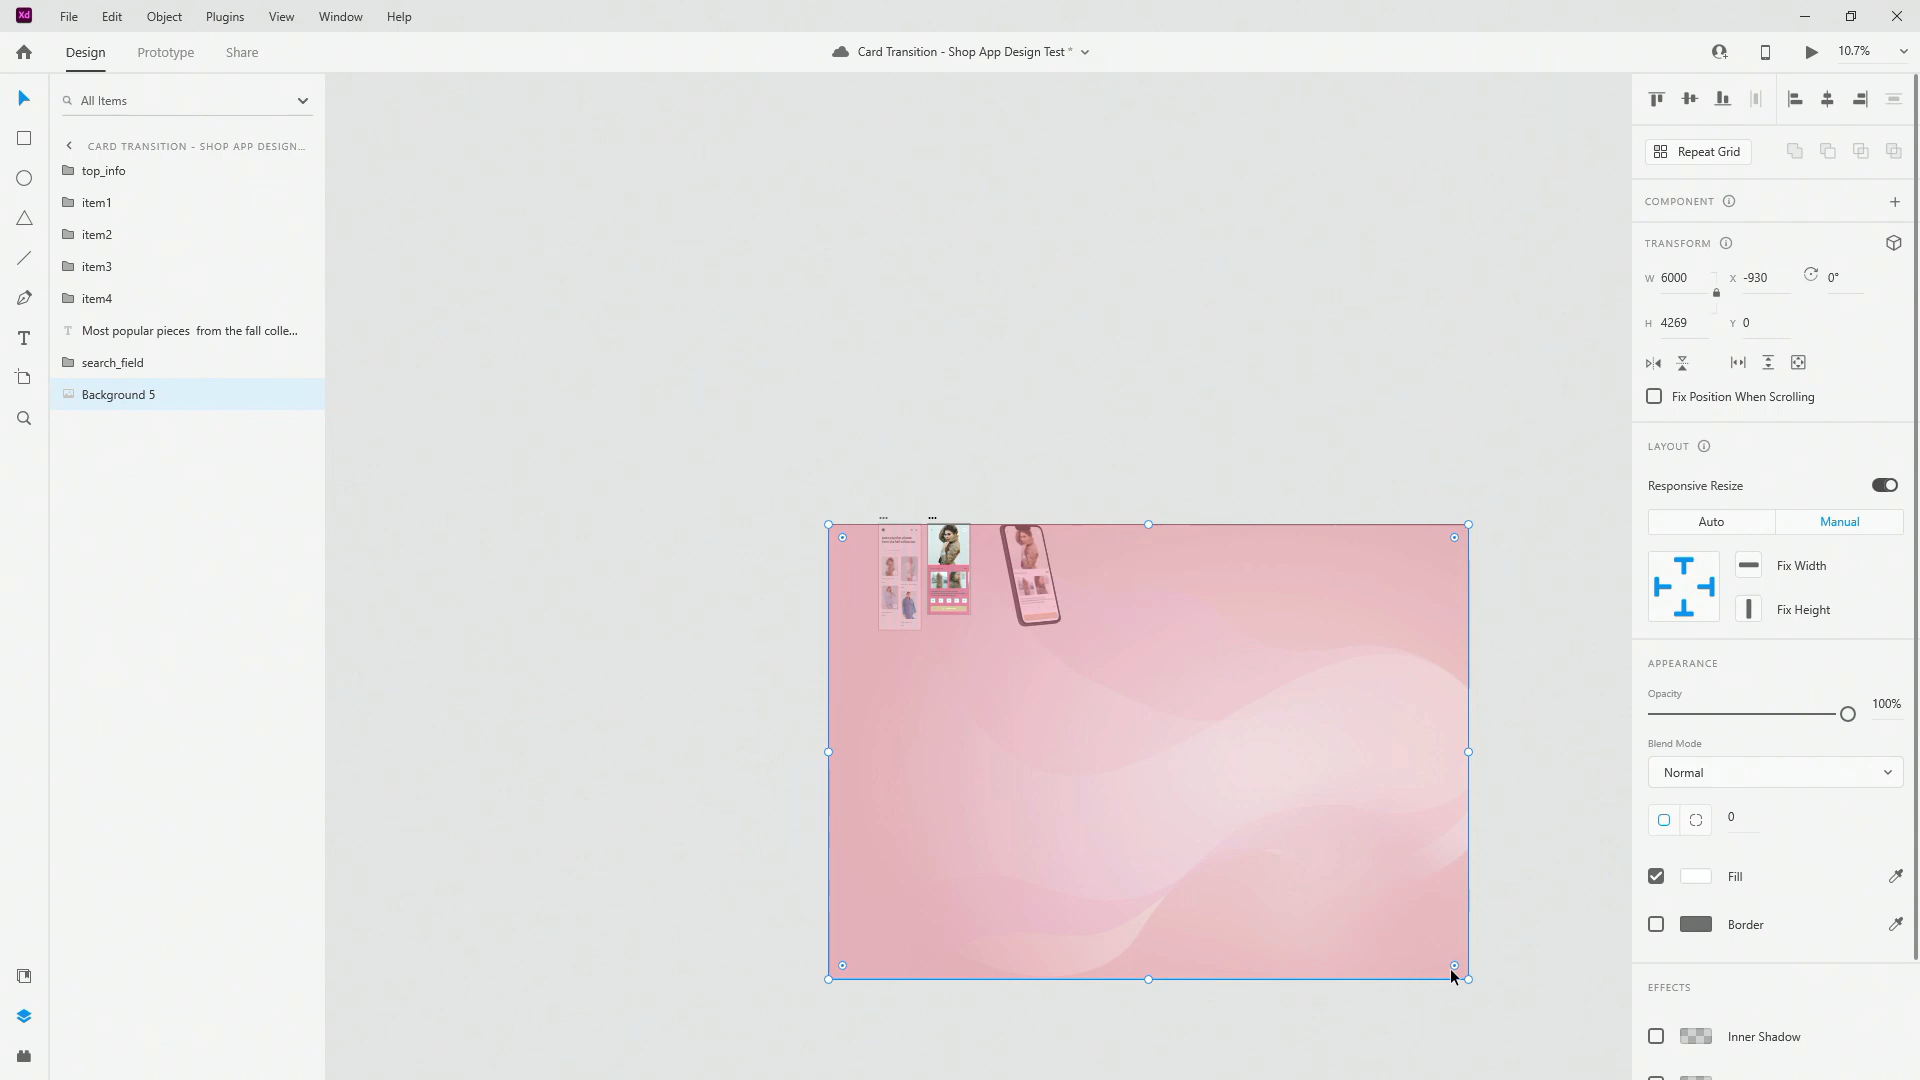 Xd
File Edit Object Plugins View Window Help
Design Prototype Share
Card Transition - Shop App Design Test *
10.7%
All Items
CARD TRANSITION - SHOP APP DESIGN...
top_info
item1
item2
item3
item4
T Most popular pieces from the fall colle...
search_field
Background 5
Repeat Grid
COMPONENT
TRANSFORM
W 6000 X -930 0°
H 4269 Y 0
Fix Position When Scrolling
LAYOUT
Responsive Resize
Auto Manual
Fix Width
Fix Height
APPEARANCE
Opacity
100%
Blend Mode
Normal
0
Fill
Border
EFFECTS
Inner Shadow